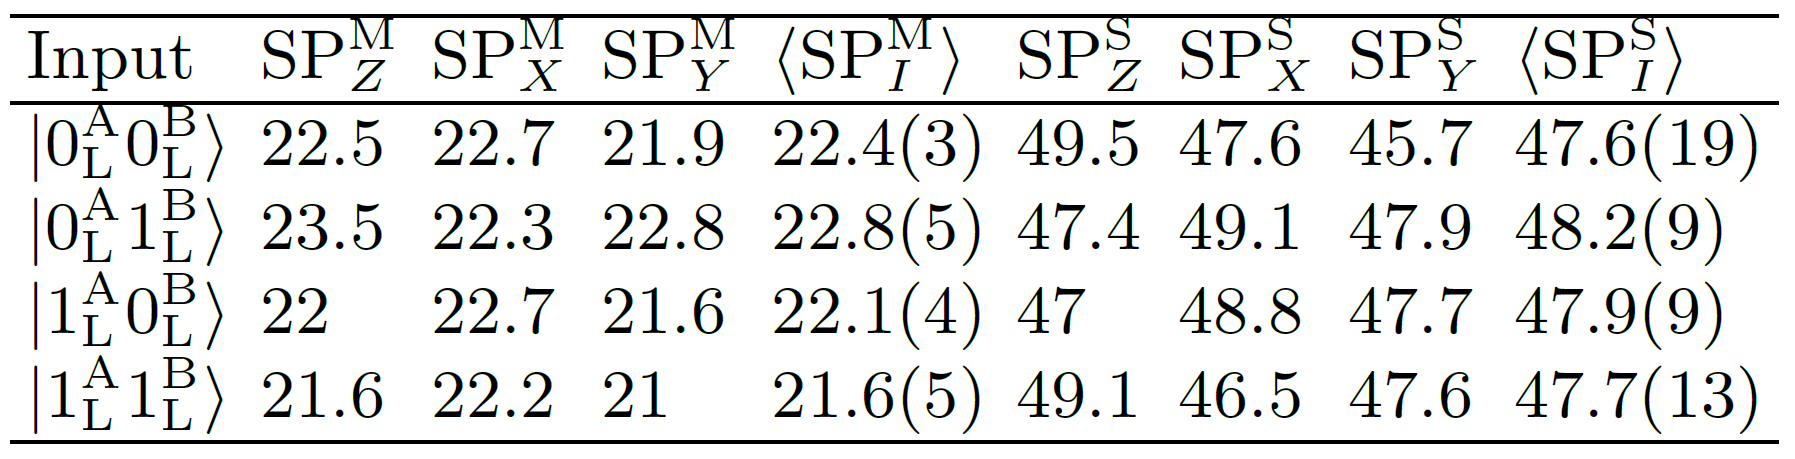 Input SP^M_Z SP^M_X SP^M_Y ⟨SP^M_I⟩ SP^S_Z SP^S_X SP^S_Y ⟨SP^S_I⟩
|0^A_L 0^B_L⟩ 22.5 22.7 21.9 22.4(3) 49.5 47.6 45.7 47.6(19)
|0^A_L 1^B_L⟩ 23.5 22.3 22.8 22.8(5) 47.4 49.1 47.9 48.2(9)
|1^A_L 0^B_L⟩ 22 22.7 21.6 22.1(4) 47 48.8 47.7 47.9(9)
|1^A_L 1^B_L⟩ 21.6 22.2 21 21.6(5) 49.1 46.5 47.6 47.7(13)